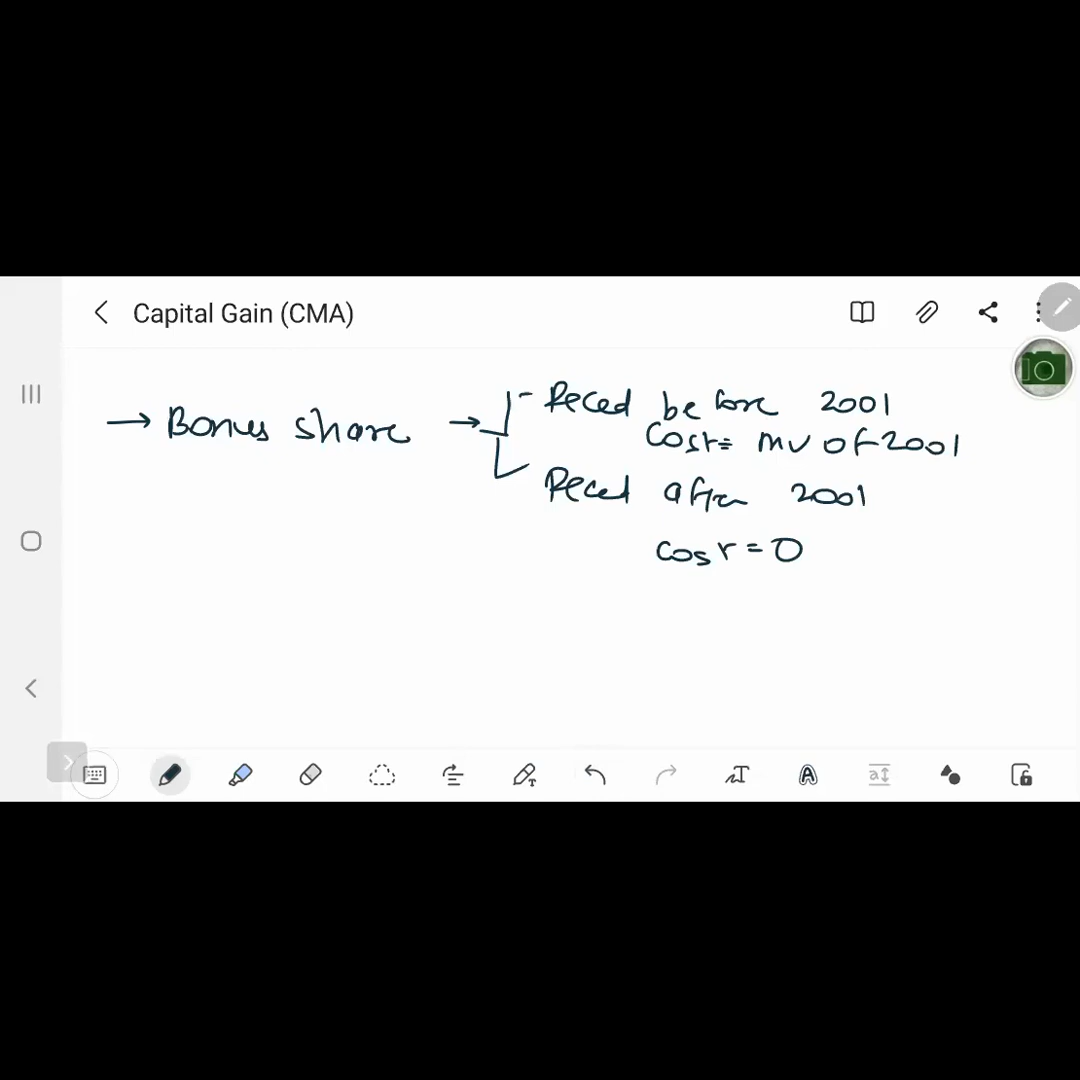 Capital Gain (CMA)
→ Bonus share → Reced before 2001
Cost = mv of 2001
Reced after 2001
cost = 0